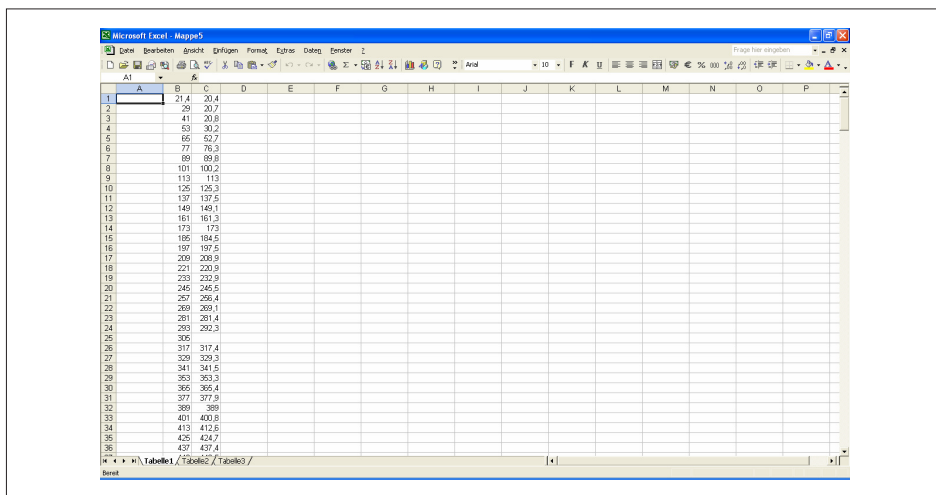 Microsoft Excel - Mappe5
Datei Bearbeiten Ansicht Einfügen Format Extras Daten Fenster ? Frage hier eingeben
Arial 10 F K U € % 000
A1 fx
A B C D E F G H I J K L M N O P
1 21,4 20,4
2 29 20,7
3 41 20,8
4 53 30,2
5 65 52,7
6 77 76,3
7 89 89,8
8 101 100,2
9 113 113
10 125 125,3
11 137 137,5
12 149 149,1
13 161 161,3
14 173 173
15 185 184,5
16 197 197,5
17 209 208,9
18 221 220,9
19 233 232,9
20 245 245,5
21 257 256,4
22 269 269,1
23 281 281,4
24 293 292,3
25 305
26 317 317,4
27 329 329,3
28 341 341,5
29 353 353,3
30 365 365,4
31 377 377,9
32 389 389
33 401 400,8
34 413 412,6
35 425 424,7
36 437 437,4
Tabelle1 Tabelle2 Tabelle3
Bereit